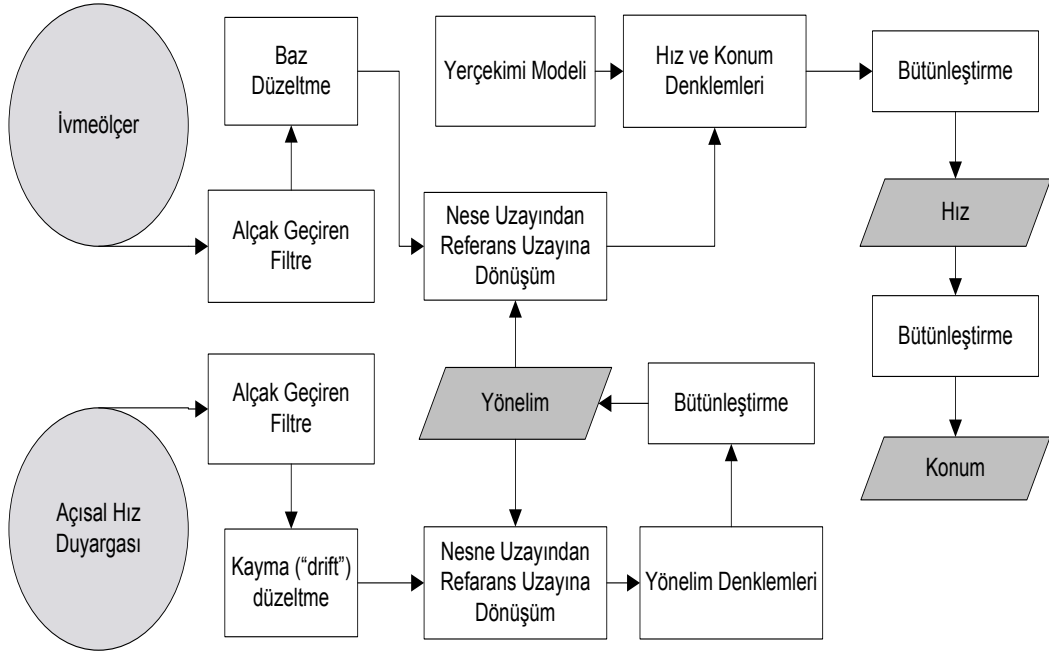 İvmeölçer
Baz
Düzeltme
Alçak Geçiren
Filtre
Yerçekimi Modeli
Hız ve Konum
Denklemleri
Bütünleştirme
Nese Uzayından
Referans Uzayına
Dönüşüm
Hız
Bütünleştirme
Konum
Açısal Hız
Duyargası
Alçak Geçiren
Filtre
Yönelim
Bütünleştirme
Kayma (“drift”)
düzeltme
Nesne Uzayından
Refarans Uzayına
Dönüşüm
Yönelim Denklemleri